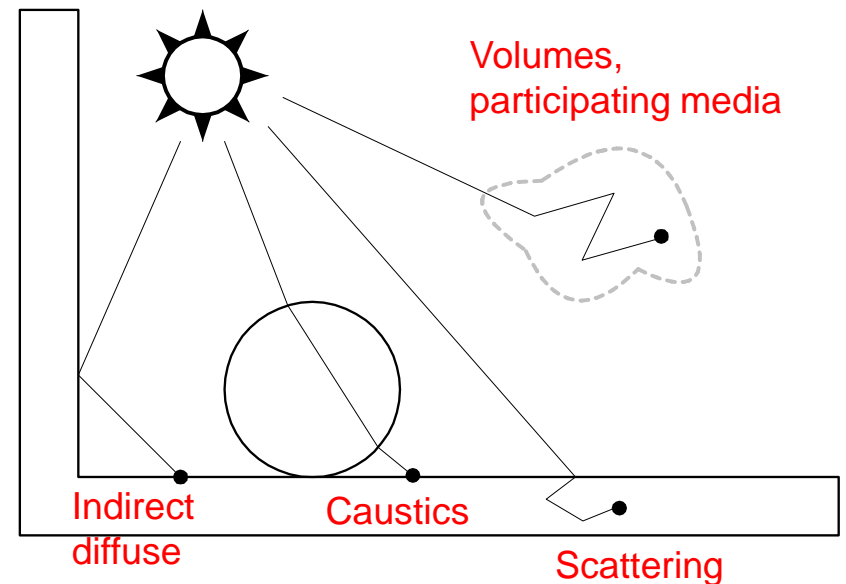 Volumes,
participating media
Indirect
diffuse
Caustics
Scattering